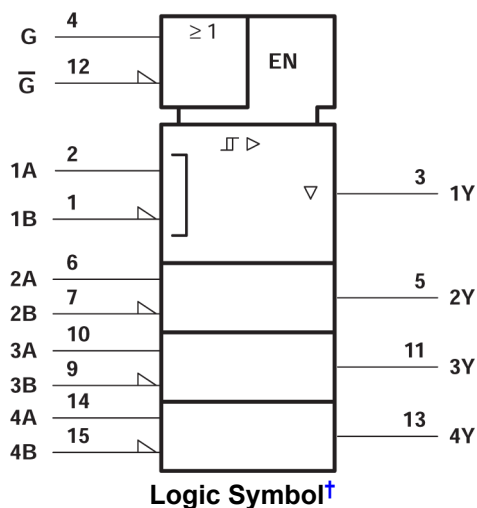 G 4 ≥ 1 EN
G̅ 12
1A 2
1B 1
3 1Y
2A 6
2B 7
5 2Y
3A 10
3B 9
11 3Y
4A 14
4B 15
13 4Y
Logic Symbol†